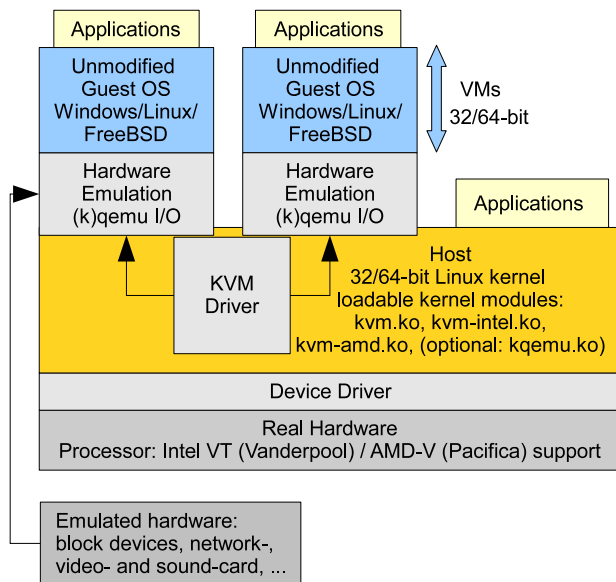 Applications
Unmodified
Guest OS
Windows/Linux/
FreeBSD
Hardware
Emulation
(k)qemu I/O
Applications
Unmodified
Guest OS
Windows/Linux/
FreeBSD
Hardware
Emulation
(k)qemu I/O
VMs
32/64-bit
Applications
KVM
Driver
Host
32/64-bit Linux kernel
loadable kernel modules:
kvm.ko, kvm-intel.ko,
kvm-amd.ko, (optional: kqemu.ko)
Device Driver
Real Hardware
Processor: Intel VT (Vanderpool) / AMD-V (Pacifica) support
Emulated hardware:
block devices, network-,
video- and sound-card, ...